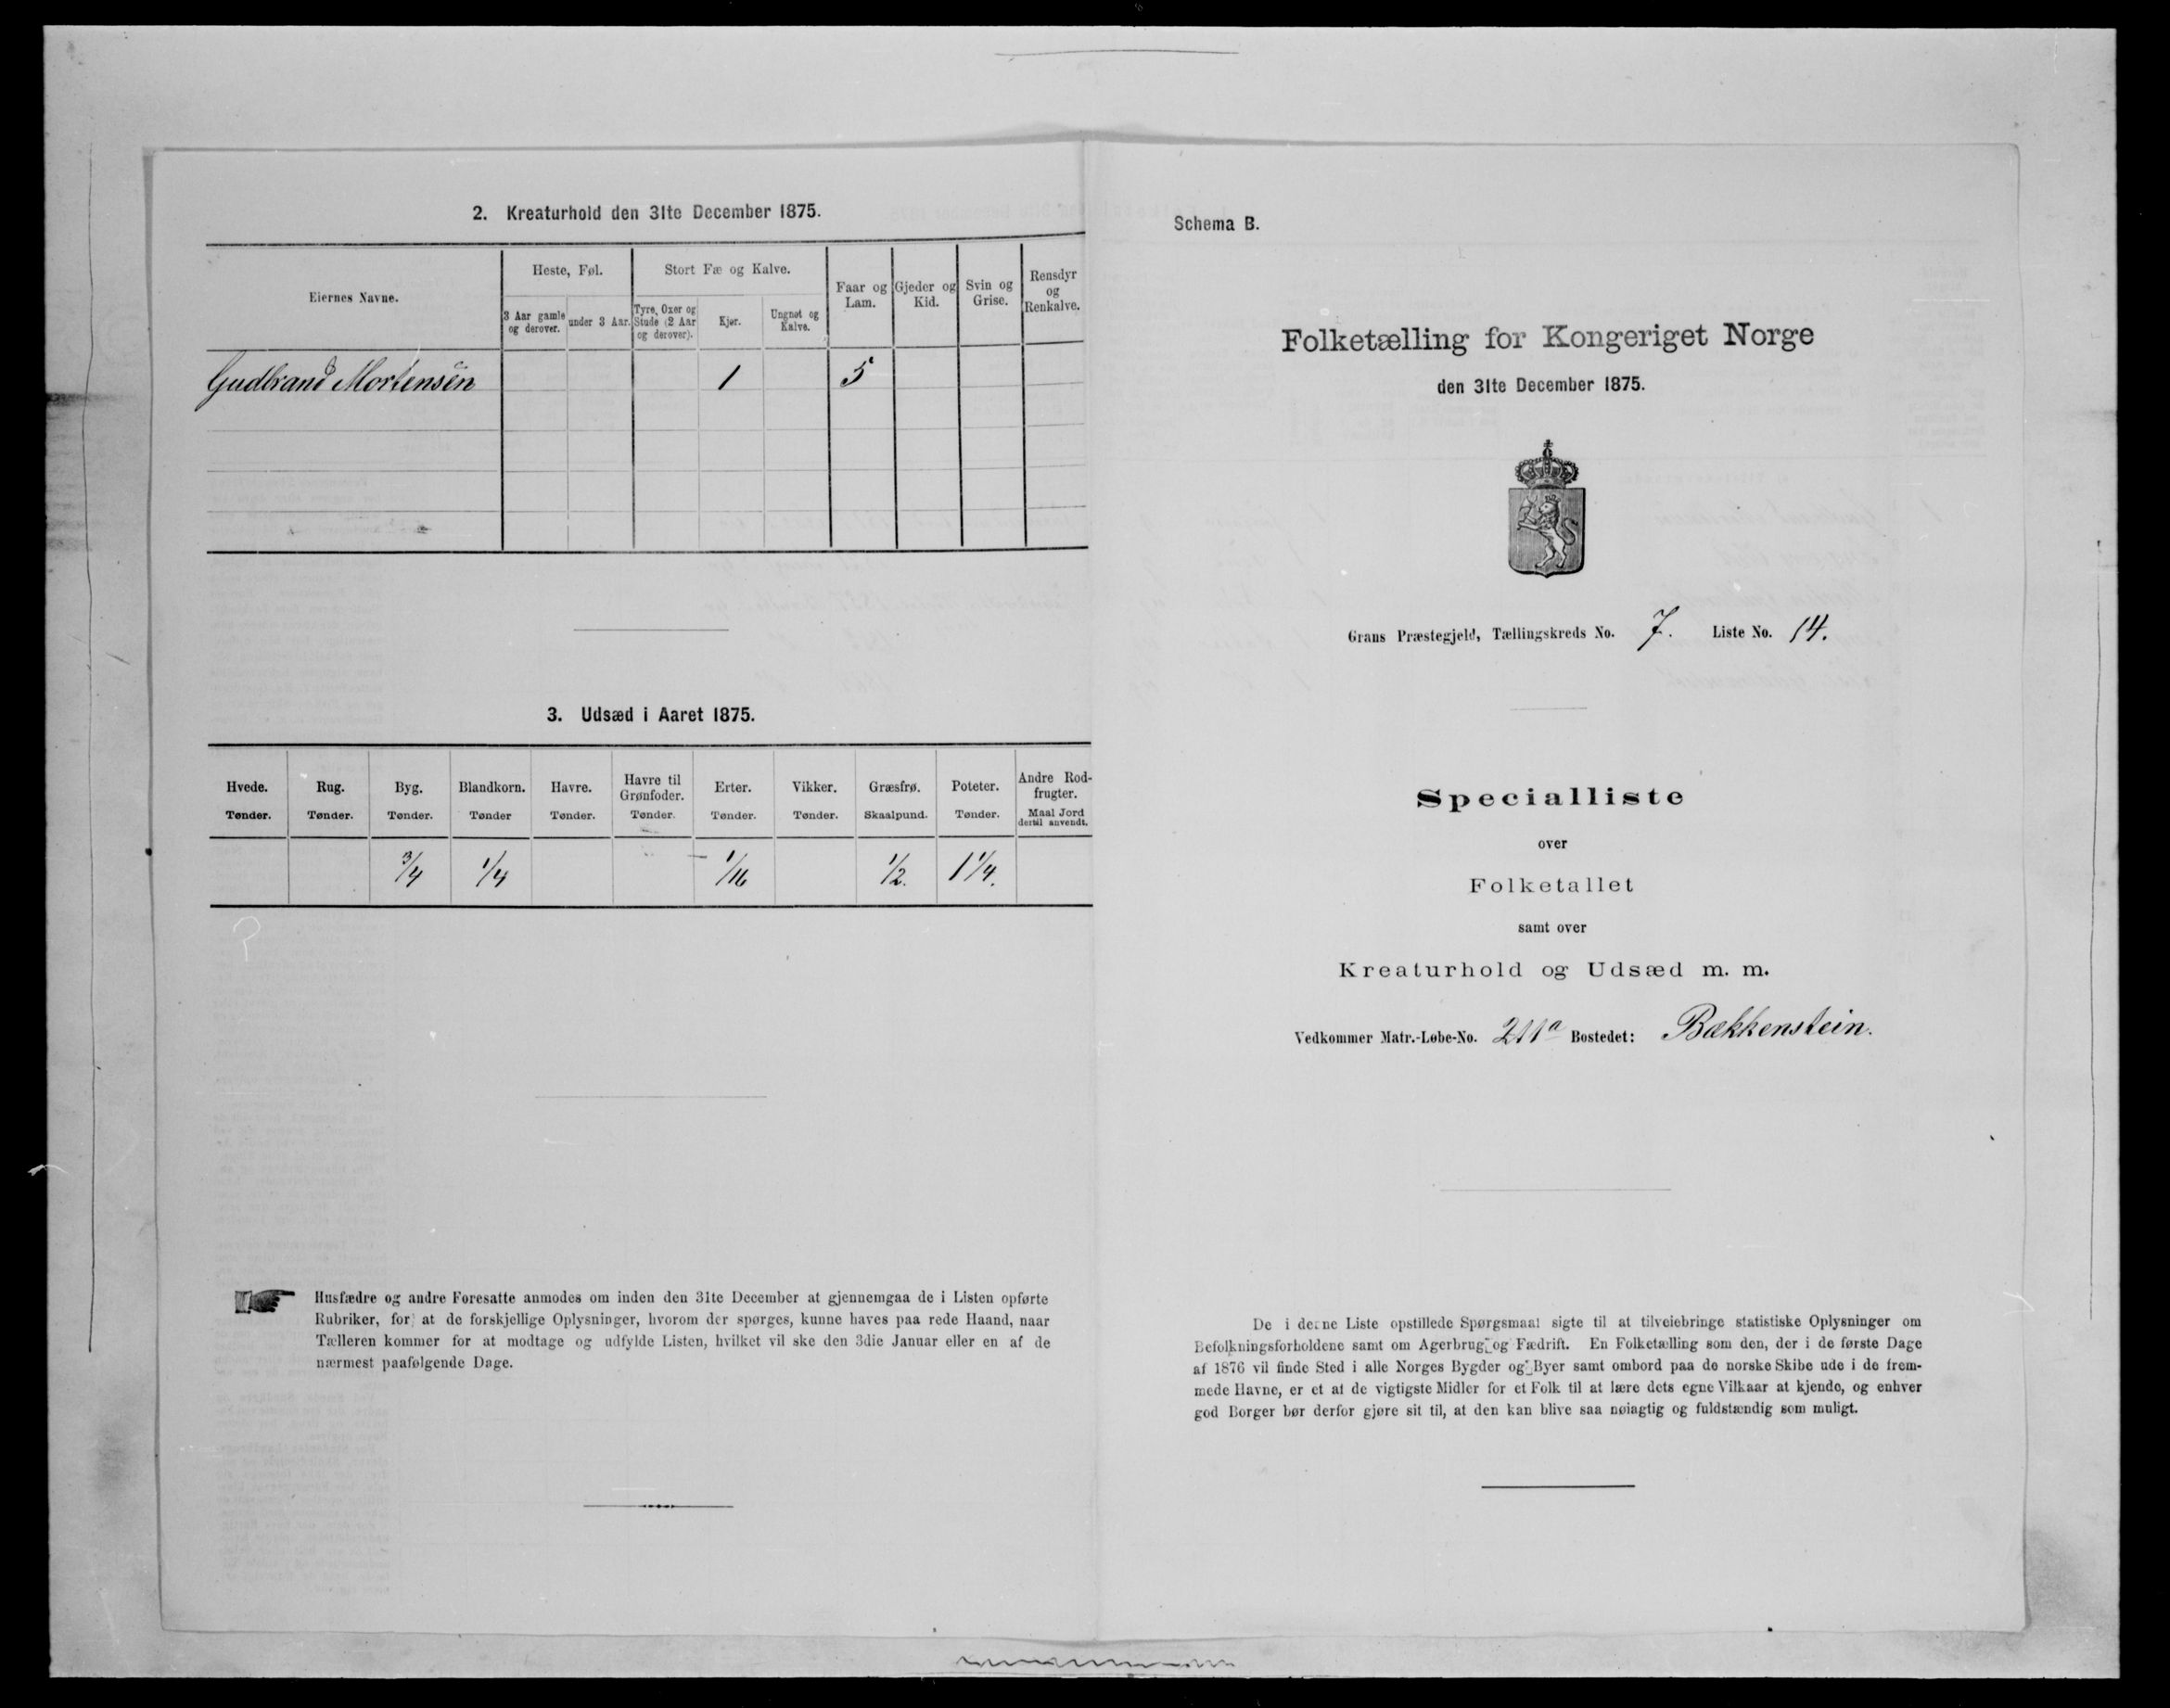 2. Kreaturhold den 31te December 1875.
Eiernes Navne.
Heste, Føl.
Stort Fæ og Kalve.
Faar og Lam.
Gjeder og Kid.
Svin og Grise.
Rensdyr og Renkalve.
3 Aar gamle og derover.
under 3 Aar.
Tyre, Oxer og Stude (2 Aar og derover).
Kjør.
Ungnøt og Kalve.
Gudbrand Mortensen 1 5
3. Udsæd i Aaret 1875.
Hvede. Rug. Byg. Blandkorn. Havre. Havre til Grønfoder. Erter. Vikker. Græsfrø. Poteter. Andre Rodfrugter.
Tønder. Tønder. Tønder. Tønder Tønder. Tønder. Tønder. Tønder. Skaalpund. Tønder. Maal Jord dertil anvendt.
3/4 1/4 1/16 1/2. 1 1/4.
Husfædre og andre Foresatte anmodes om inden den 31te December at gjennemgaa de i Listen opførte
Rubriker, for at de forskjellige Oplysninger, hvorom der spørges, kunne haves paa rede Haand, naar
Tælleren kommer for at modtage og udfylde Listen, hvilket vil ske den 3die Januar eller en af de
nærmest paafølgende Dage.
Schema B.
Folketælling for Kongeriget Norge
den 31te December 1875.
Grans Præstegjeld, Tællingskreds No. 7. Liste No. 14.
Specialliste
over
Folketallet
samt over
Kreaturhold og Udsæd m. m.
Vedkommer Matr.-Løbe-No. 211a Bostedet: Bækkenstein.
De i denne Liste opstillede Spørgsmaal sigte til at tilveiebringe statistiske Oplysninger om
Befolkningsforholdene samt om Agerbrug og Fædrift. En Folketælling som den, der i de første Dage
af 1876 vil finde Sted i alle Norges Bygder og Byer samt ombord paa de norske Skibe ude i de frem-
mede Havne, er et af de vigtigste Midler for et Folk til at lære dets egne Vilkaar at kjende, og enhver
god Borger bør derfor gjøre sit til, at den kan blive saa nøiagtig og fuldstændig som muligt.